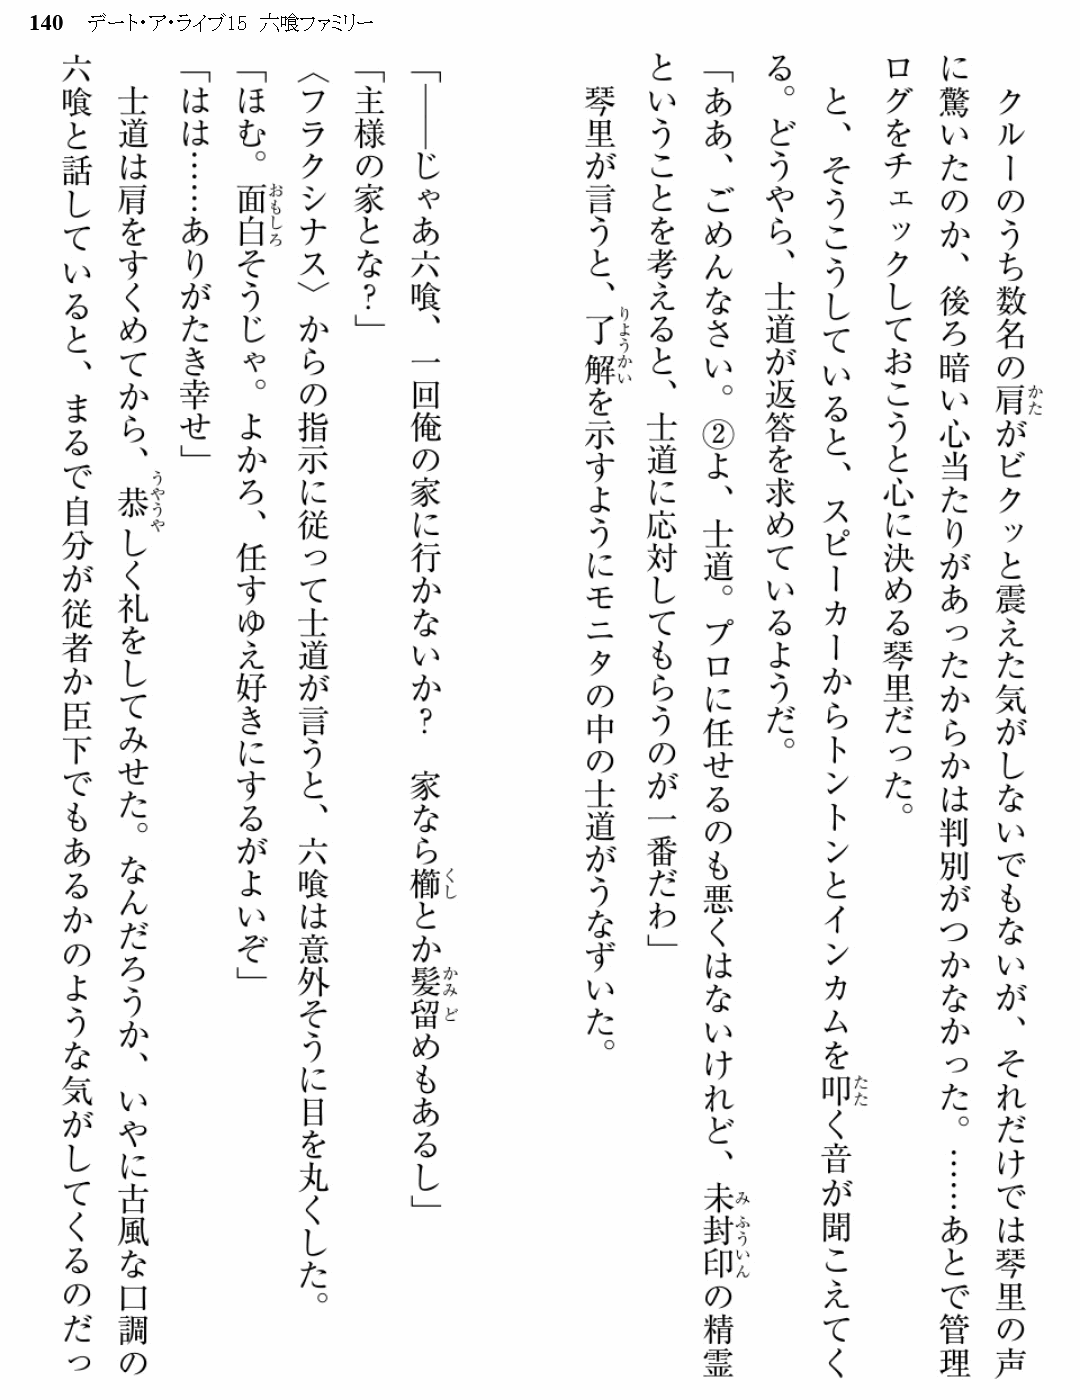 140 デート・ア・ライブ15 六喰ファミリー
クルーのうち数名の肩がビクッと震えた気がしないでもないが、それだけでは琴里の声
に驚いたのか、後ろ暗い心当たりがあったからかは判別がつかなかった。……あとで管理
ログをチェックしておこうと心に決める琴里だった。
と、そうこうしていると、スピーカーからトントンとインカムを叩く音が聞こえてく
る。どうやら、士道が返答を求めているようだ。
「ああ、ごめんなさい。②よ、士道。プロに任せるのも悪くはないけれど、未封印の精霊
ということを考えると、士道に応対してもらうのが一番だわ」
琴里が言うと、了解を示すようにモニタの中の士道がうなずいた。
「――じゃあ六喰、一回俺の家に行かないか? 家なら櫛とか髪留めもあるし」
「主様の家とな?」
〈フラクシナス〉からの指示に従って士道が言うと、六喰は意外そうに目を丸くした。
「ほむ。面白そうじゃ。よかろ、任すゆえ好きにするがよいぞ」
「はは……ありがたき幸せ」
士道は肩をすくめてから、恭しく礼をしてみせた。なんだろうか、いやに古風な口調の
六喰と話していると、まるで自分が従者か臣下でもあるかのような気がしてくるのだっ